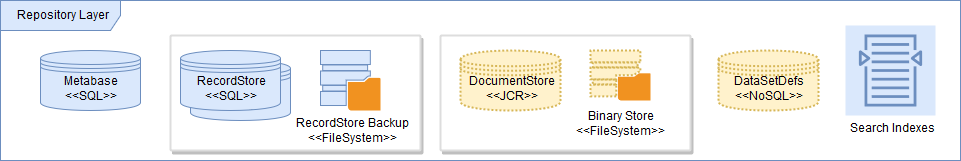 Repository Layer
Metabase
<<SQL>>
RecordStore
<<SQL>>
RecordStore Backup
<<FileSystem>>
DocumentStore
<<JCR>>
Binary Store
<<FileSystem>>
DataSetDefs
<<NoSQL>>
Search Indexes